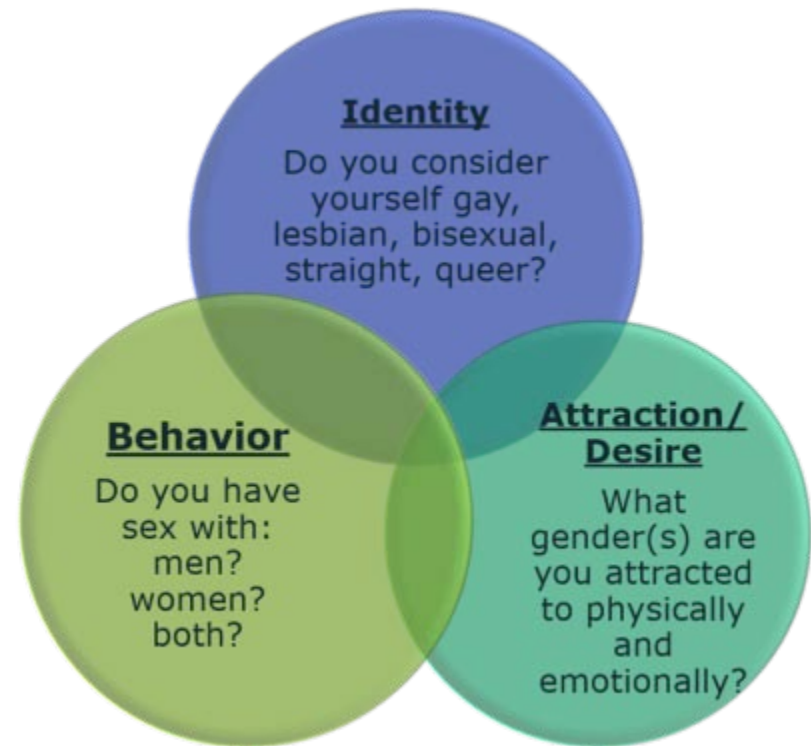 Identity
Do you consider
yourself gay,
lesbian, bisexual,
straight, queer?
Behavior
Do you have
sex with:
men?
women?
both?
Attraction/
Desire
What
gender(s) are
you attracted
to physically
and
emotionally?